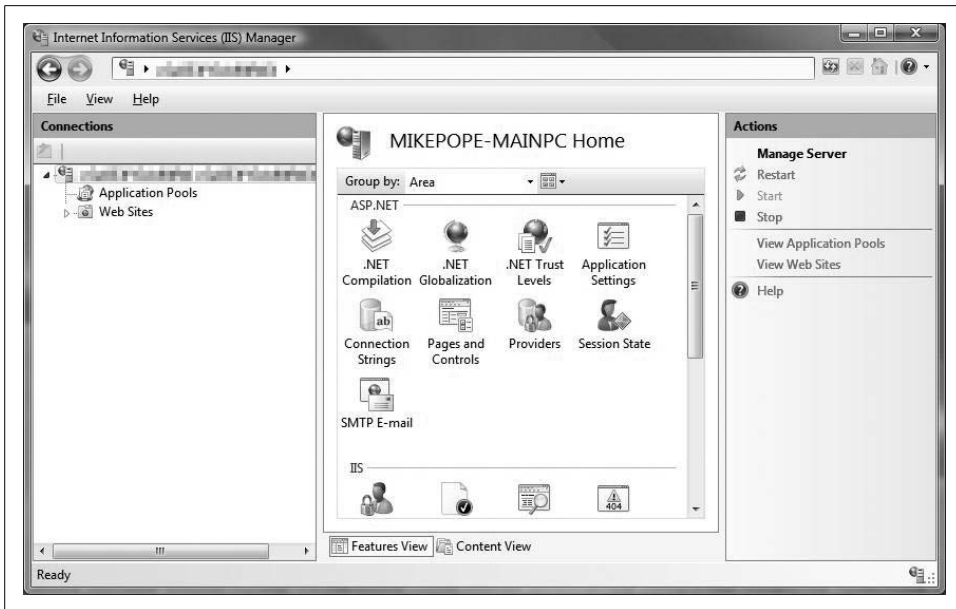 Internet Information Services (IIS) Manager
File View Help
Connections
Application Pools
Web Sites
MIKEPOPE-MAINPC Home
Group by: Area
ASP.NET
.NET Compilation
.NET Globalization
.NET Trust Levels
Application Settings
Connection Strings
Pages and Controls
Providers
Session State
SMTP E-mail
IIS
404
Features View
Content View
Actions
Manage Server
Restart
Start
Stop
View Application Pools
View Web Sites
Help
Ready